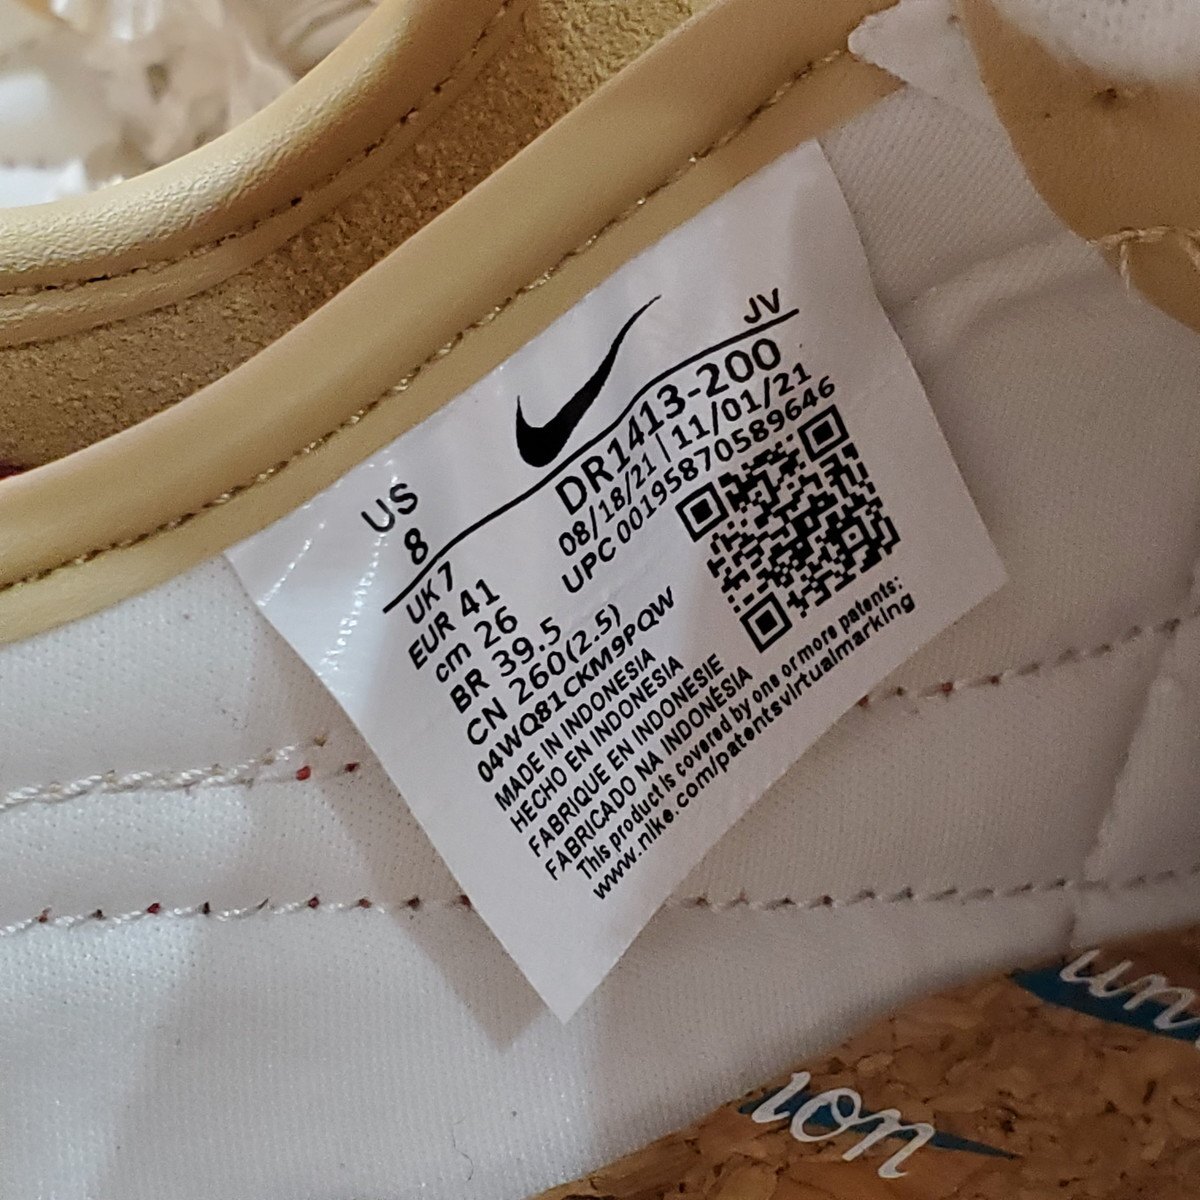 JV
US
8
DR1413-200
08/18/21 | 11/01/21
UPC 00195870589646
UK 7
EUR 41
cm 26
BR 39.5
CN 260(2.5)
04WQ81CKM9PQW
MADE IN INDONESIA
HECHO EN INDONESIA
FABRIQUE EN INDONESIE
FABRICADO NA INDONÉSIA
This product is covered by one or more patents:
www.nike.com/patentsvirtualmarking
un
ion